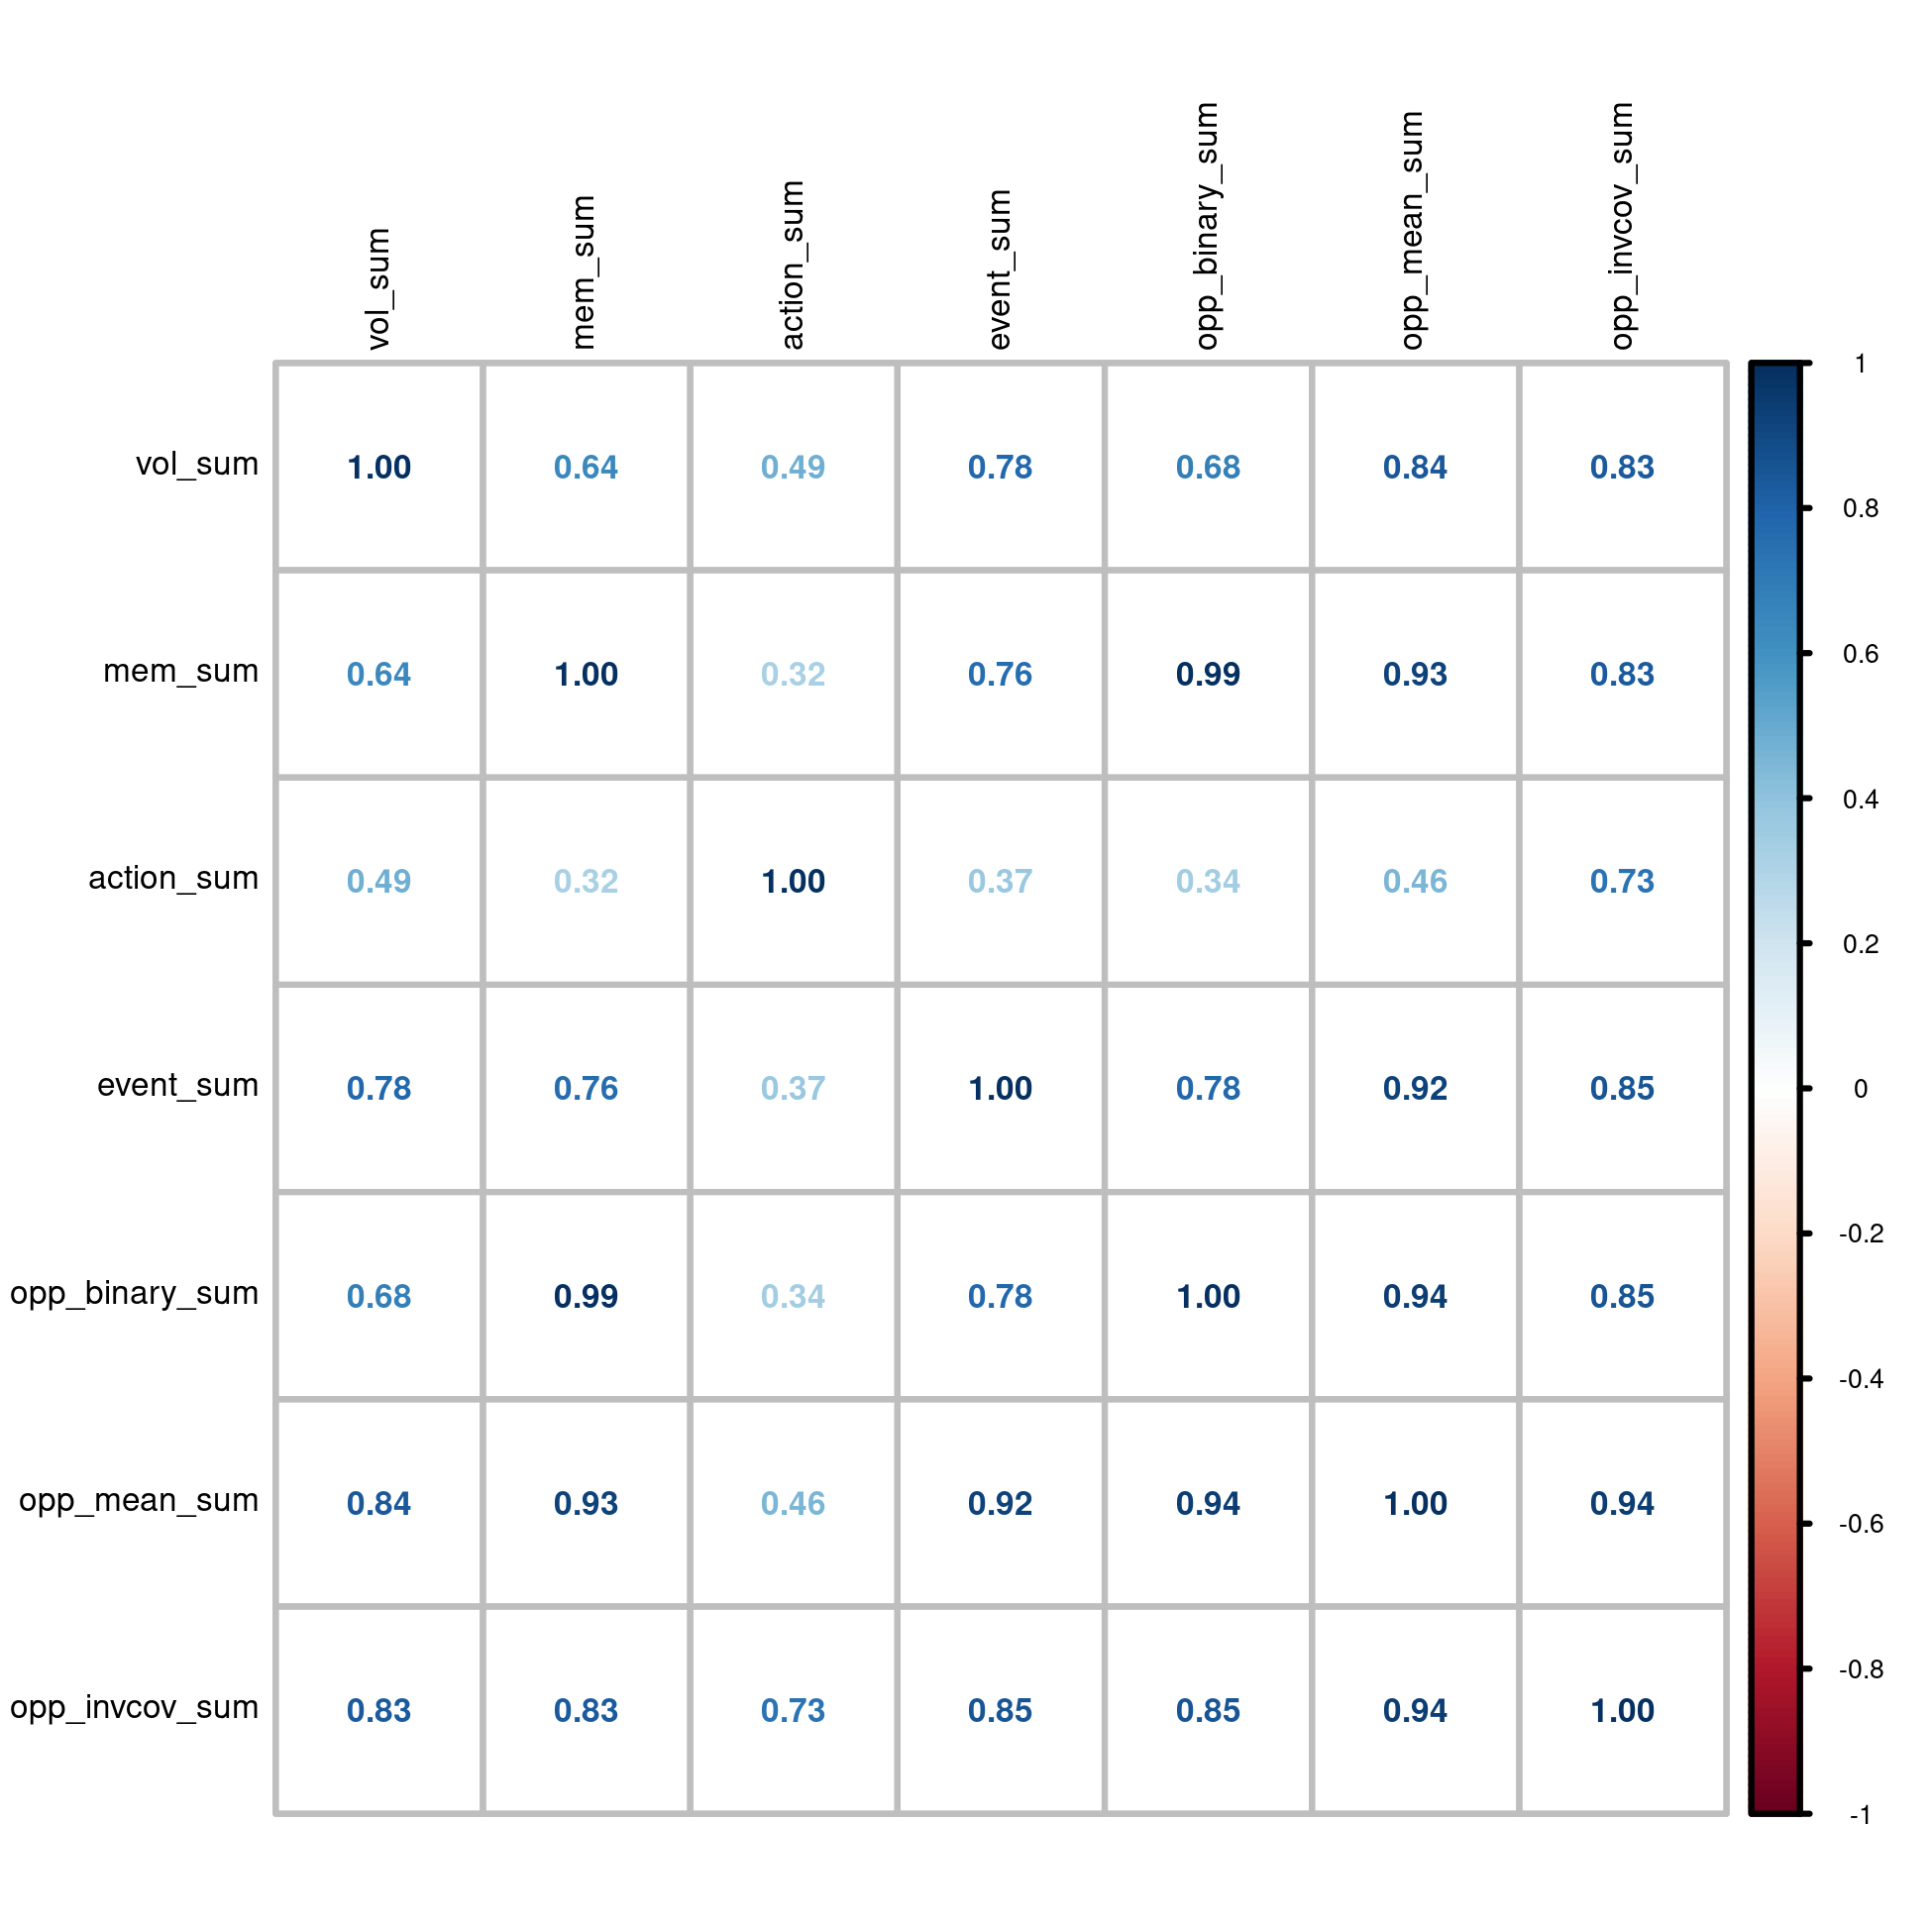 vol_sum
mem_sum
action_sum
event_sum
opp_binary_sum
opp_mean_sum
opp_invcov_sum
vol_sum 1.00 0.64 0.49 0.78 0.68 0.84 0.83
mem_sum 0.64 1.00 0.32 0.76 0.99 0.93 0.83
action_sum 0.49 0.32 1.00 0.37 0.34 0.46 0.73
event_sum 0.78 0.76 0.37 1.00 0.78 0.92 0.85
opp_binary_sum 0.68 0.99 0.34 0.78 1.00 0.94 0.85
opp_mean_sum 0.84 0.93 0.46 0.92 0.94 1.00 0.94
opp_invcov_sum 0.83 0.83 0.73 0.85 0.85 0.94 1.00
1
0.8
0.6
0.4
0.2
0
-0.2
-0.4
-0.6
-0.8
-1